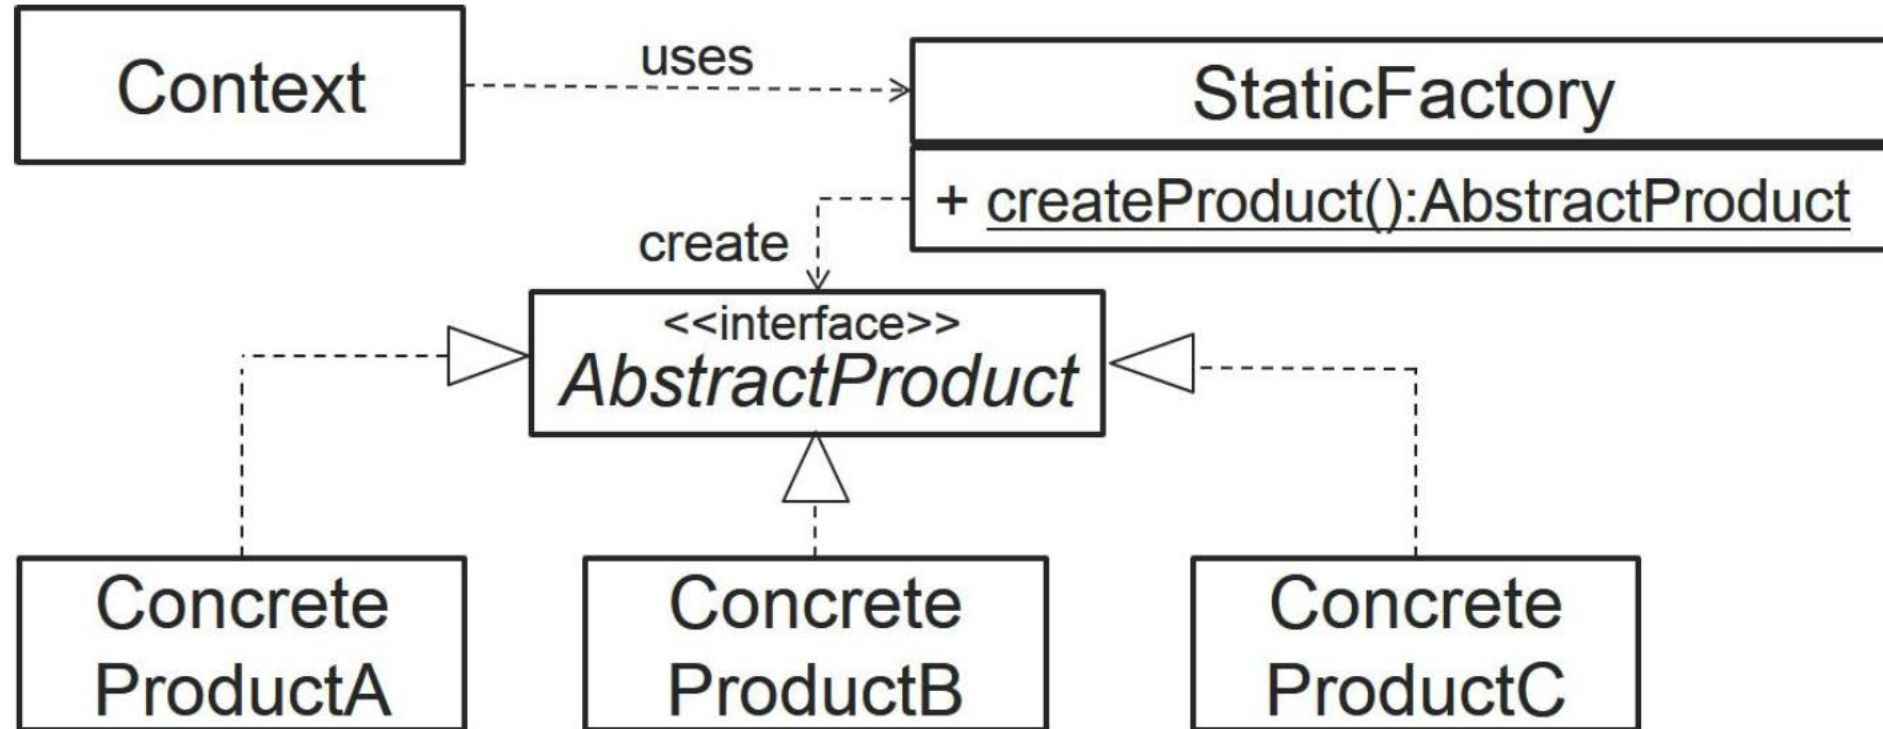 Context
uses
StaticFactory
+ createProduct():AbstractProduct
create
<<interface>>
AbstractProduct
Concrete
ProductA
Concrete
ProductB
Concrete
ProductC